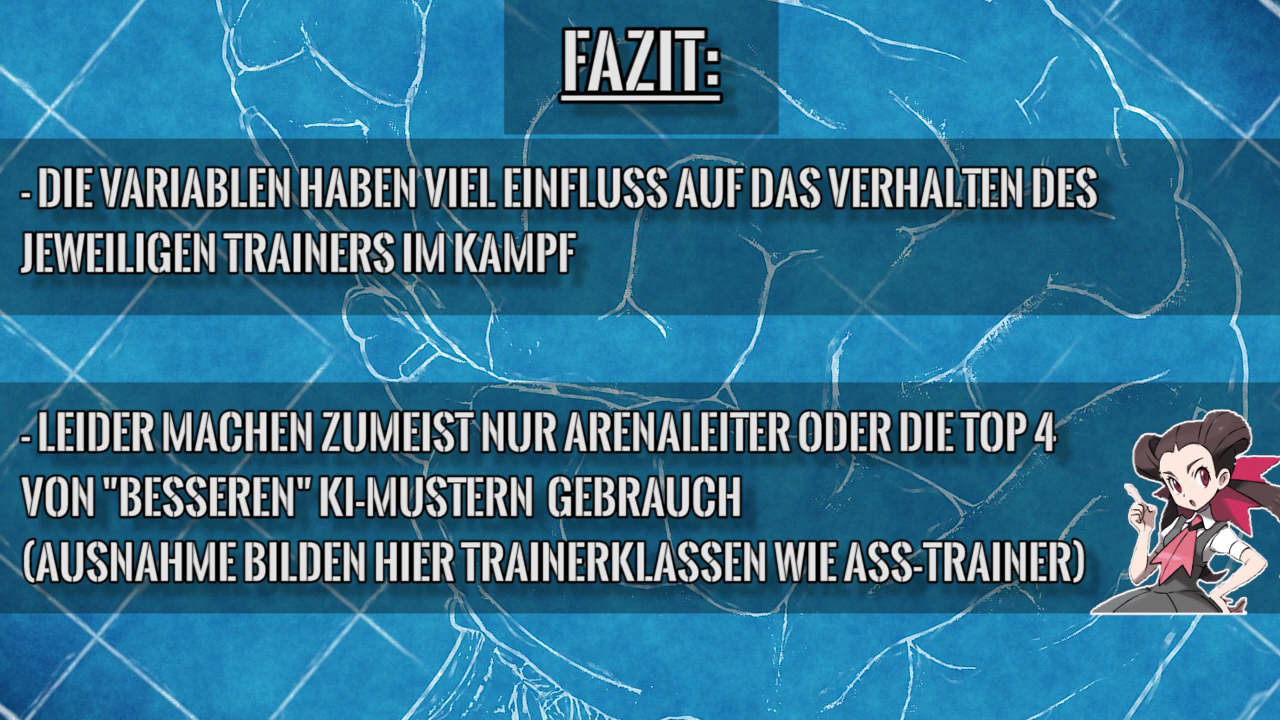 FAZIT:
- DIE VARIABLEN HABEN VIEL EINFLUSS AUF DAS VERHALTEN DES
JEWEILIGEN TRAINERS IM KAMPF
- LEIDER MACHEN ZUMEIST NUR ARENALEITER ODER DIE TOP 4
VON "BESSEREN" KI-MUSTERN GEBRAUCH
(AUSNAHME BILDEN HIER TRAINERKLASSEN WIE ASS-TRAINER)